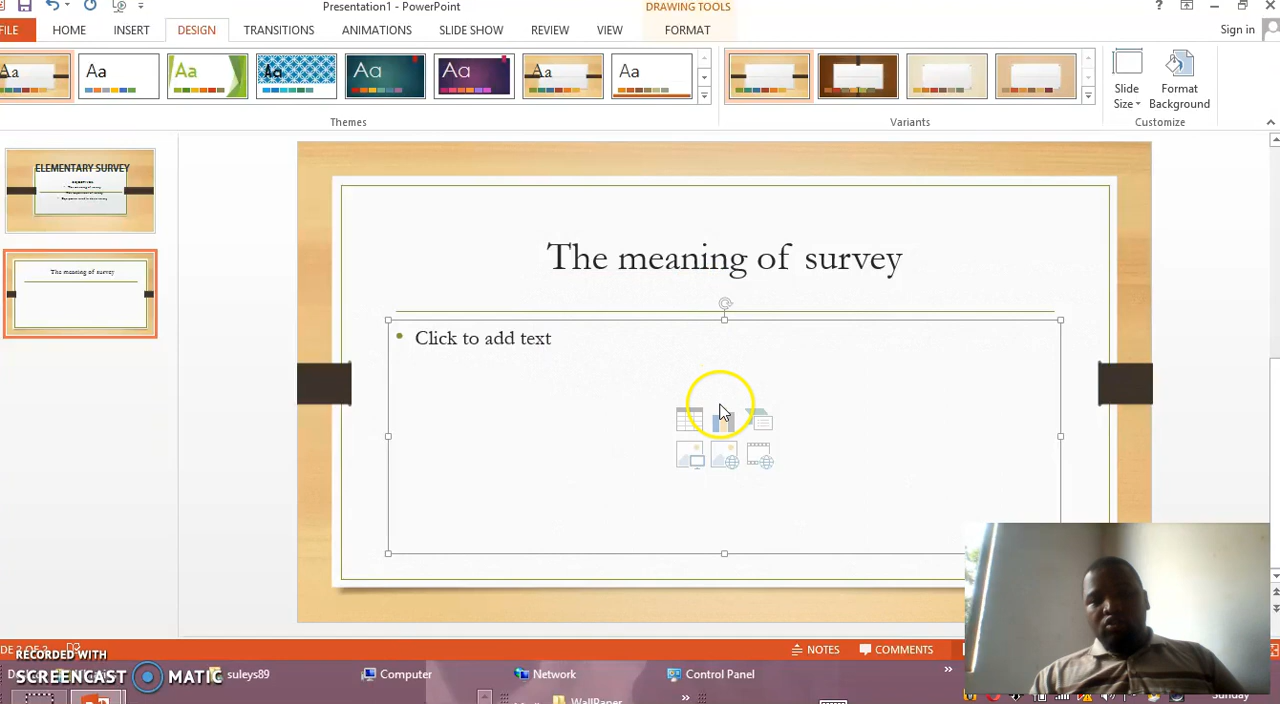 Presentation1 - PowerPoint
DRAWING TOOLS
?
FILE
HOME
INSERT
DESIGN
TRANSITIONS
ANIMATIONS
SLIDE SHOW
REVIEW
VIEW
FORMAT
Sign in
Aa
Aa
Aa
Aa
Aa
Aa
Aa
Aa
Slide
Size
Format
Background
Themes
Variants
Customize
ELEMENTARY SURVEY
The meaning of survey
The meaning of survey
Click to add text
NOTES
COMMENTS
RECORDED WITH
SCREENCAST MATIC
suleys89
Computer
Network
Control Panel
WallPaper
Sunday